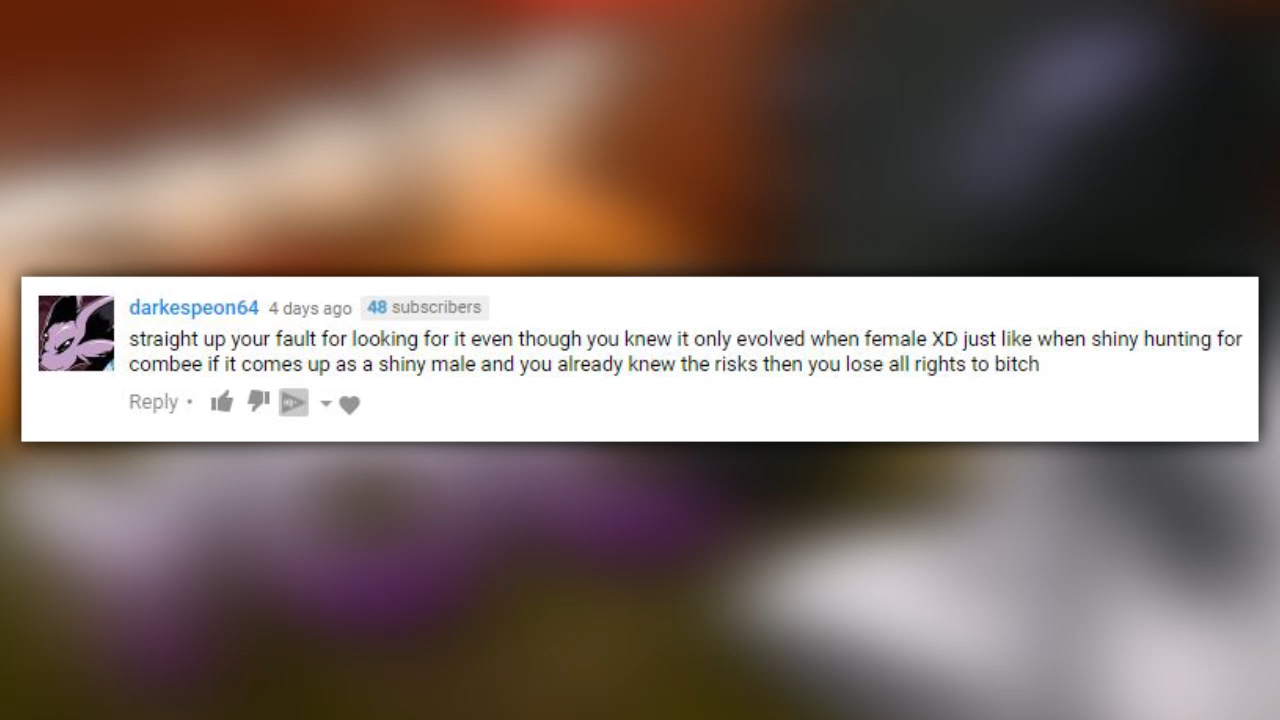 darkespeon64 4 days ago 48 subscribers
straight up your fault for looking for it even though you knew it only evolved when female XD just like when shiny hunting for
combee if it comes up as a shiny male and you already knew the risks then you lose all rights to bitch
Reply •